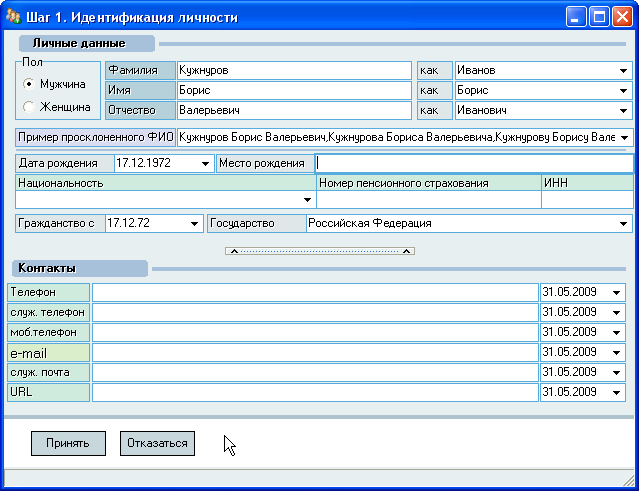 Шаг 1. Идентификация личности
Личные данные
Пол
Мужчина
Женщина
Фамилия Кужнуров как Иванов
Имя Борис как Борис
Отчество Валерьевич как Иванович
Пример просклоненного ФИО Кужнуров Борис Валерьевич,Кужнурова Бориса Валерьевича,Кужнурову Борису Вале
Дата рождения 17.12.1972 Место рождения
Национальность Номер пенсионного страхования ИНН
Гражданство с 17.12.72 Государство Российская Федерация
Контакты
Телефон 31.05.2009
служ. телефон 31.05.2009
моб.телефон 31.05.2009
e-mail 31.05.2009
служ. почта 31.05.2009
URL 31.05.2009
Принять Отказаться